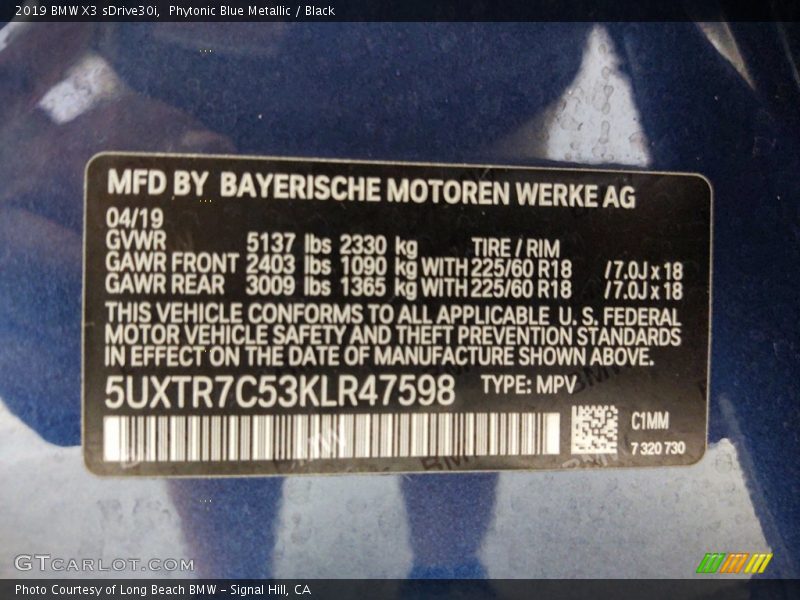 2019 BMW X3 sDrive30i, Phytonic Blue Metallic / Black
MFD BY BAYERISCHE MOTOREN WERKE AG
04/19
GVWR 5137 lbs 2330 kg TIRE / RIM
GAWR FRONT 2403 lbs 1090 kg WITH 225/60 R18 /7.0J x 18
GAWR REAR 3009 lbs 1365 kg WITH 225/60 R18 /7.0J x 18
THIS VEHICLE CONFORMS TO ALL APPLICABLE U. S. FEDERAL
MOTOR VEHICLE SAFETY AND THEFT PREVENTION STANDARDS
IN EFFECT ON THE DATE OF MANUFACTURE SHOWN ABOVE.
5UXTR7C53KLR47598 TYPE: MPV
C1MM
7 320 730
GTCARLOT.COM
Photo Courtesy of Long Beach BMW - Signal Hill, CA